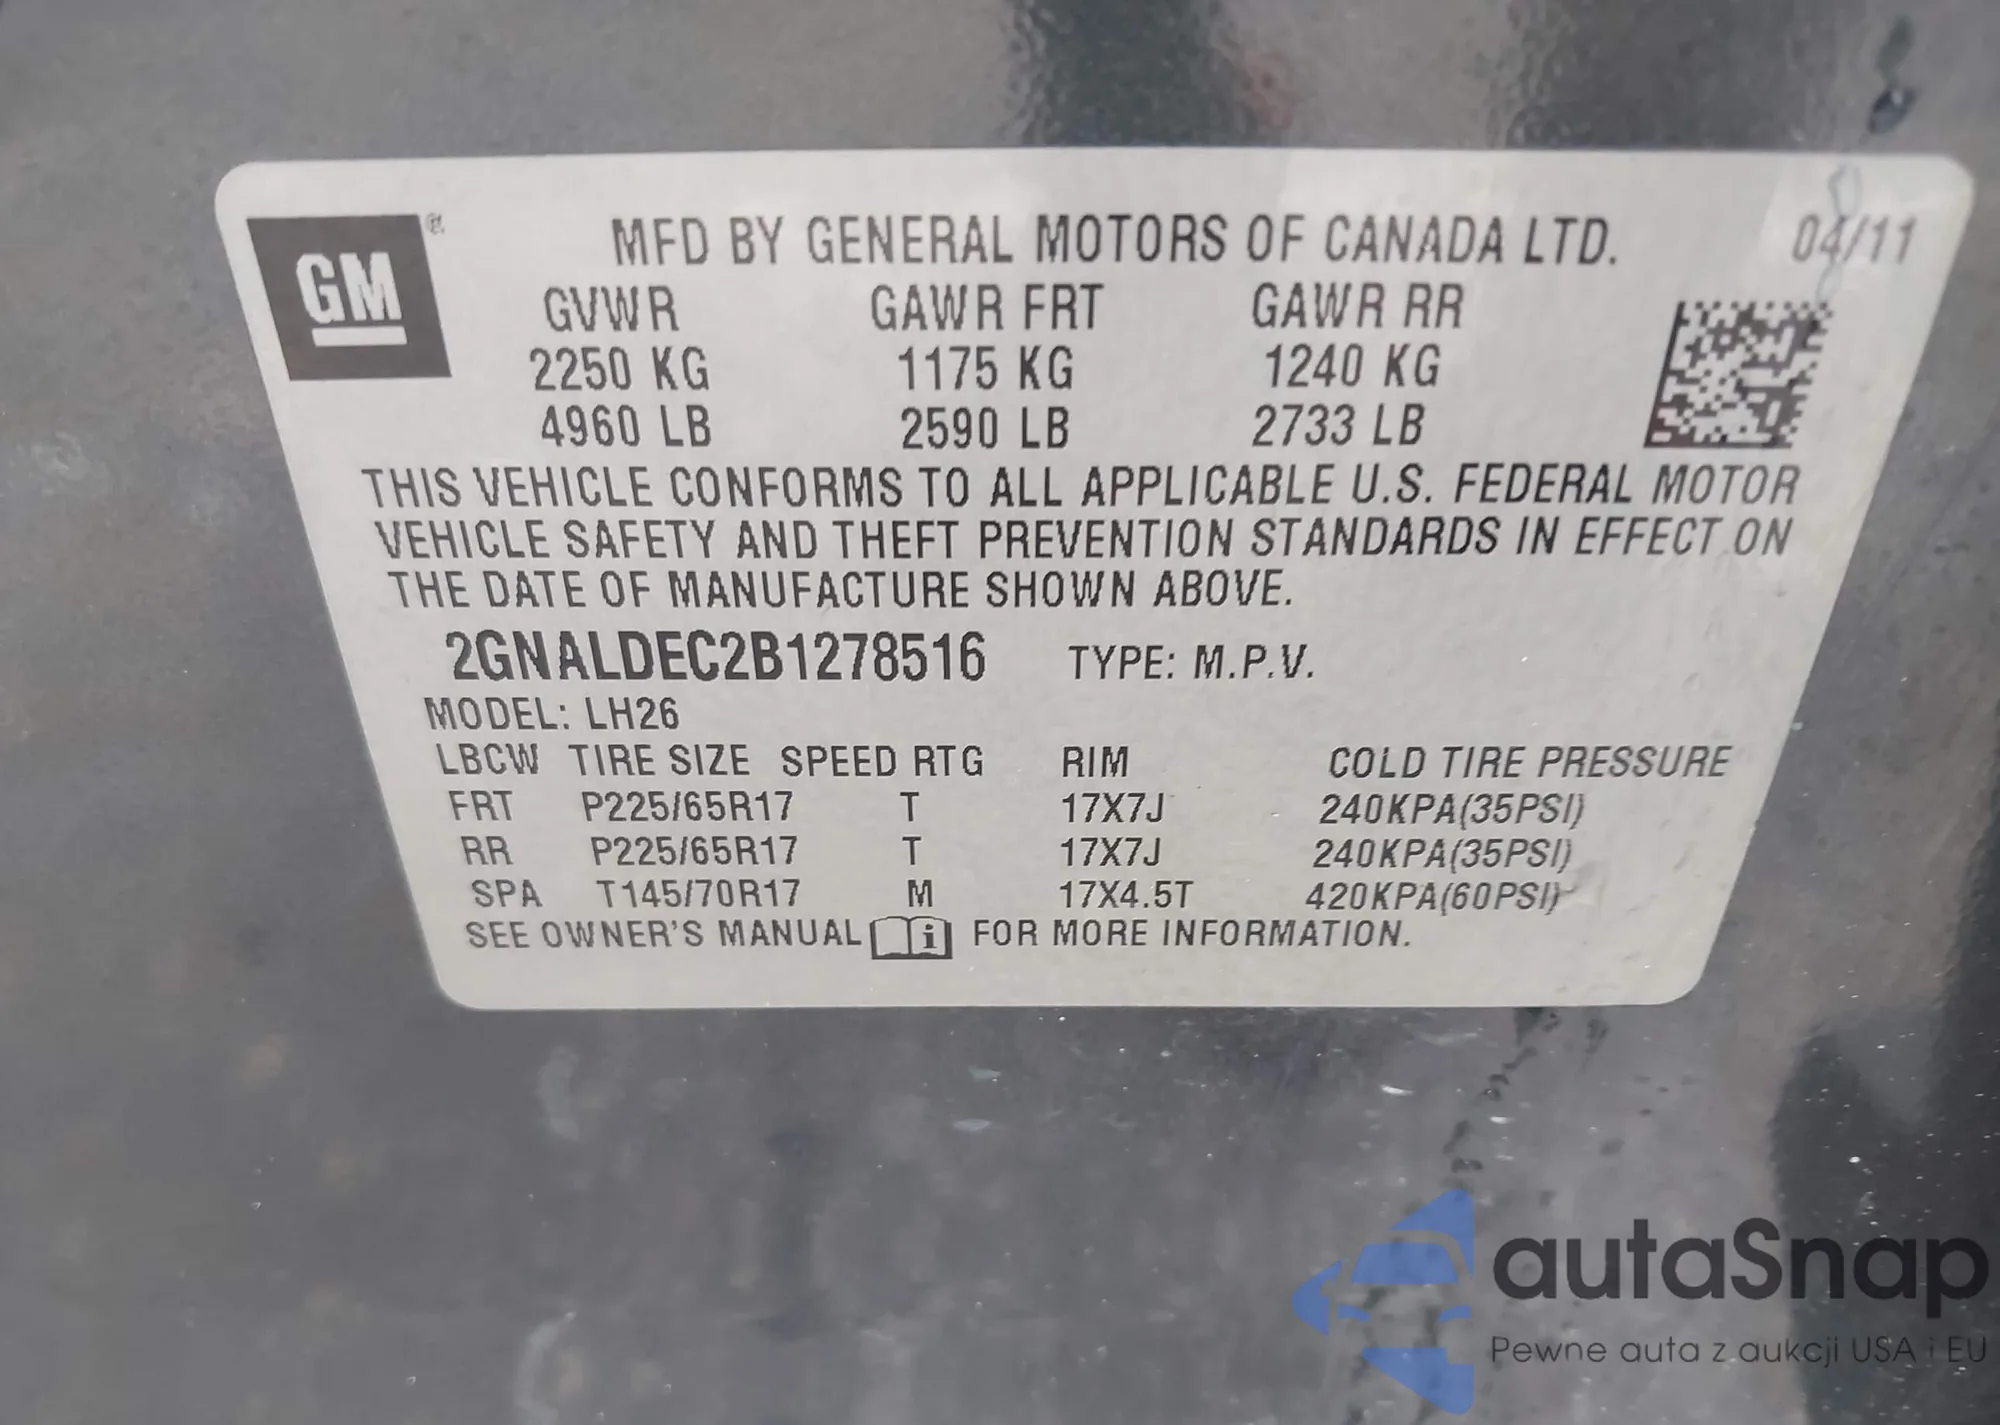 GM ®
MFD BY GENERAL MOTORS OF CANADA LTD. 04/11
GVWR GAWR FRT GAWR RR
2250 KG 1175 KG 1240 KG
4960 LB 2590 LB 2733 LB
THIS VEHICLE CONFORMS TO ALL APPLICABLE U.S. FEDERAL MOTOR
VEHICLE SAFETY AND THEFT PREVENTION STANDARDS IN EFFECT ON
THE DATE OF MANUFACTURE SHOWN ABOVE.
2GNALDEC2B1278516 TYPE: M.P.V.
MODEL: LH26
LBCW TIRE SIZE SPEED RTG RIM COLD TIRE PRESSURE
FRT P225/65R17 T 17X7J 240KPA(35PSI)
RR P225/65R17 T 17X7J 240KPA(35PSI)
SPA T145/70R17 M 17X4.5T 420KPA(60PSI)
SEE OWNER'S MANUAL i FOR MORE INFORMATION.
autaSnap
Pewne auta z aukcji USA i EU